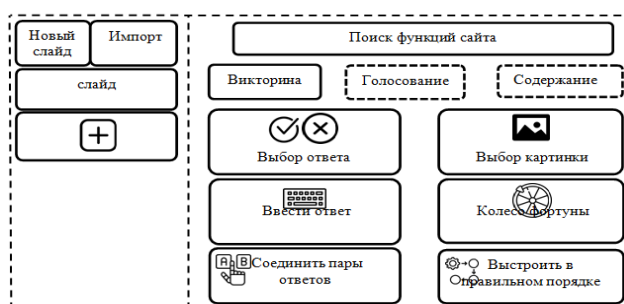 Новый
слайд
Импорт
слайд
Поиск функций сайта
Викторина
Голосование
Содержание
Выбор ответа
Выбор картинки
Ввести ответ
Колесо фортуны
A B
Соединить пары
ответов
Выстроить в
правильном порядке